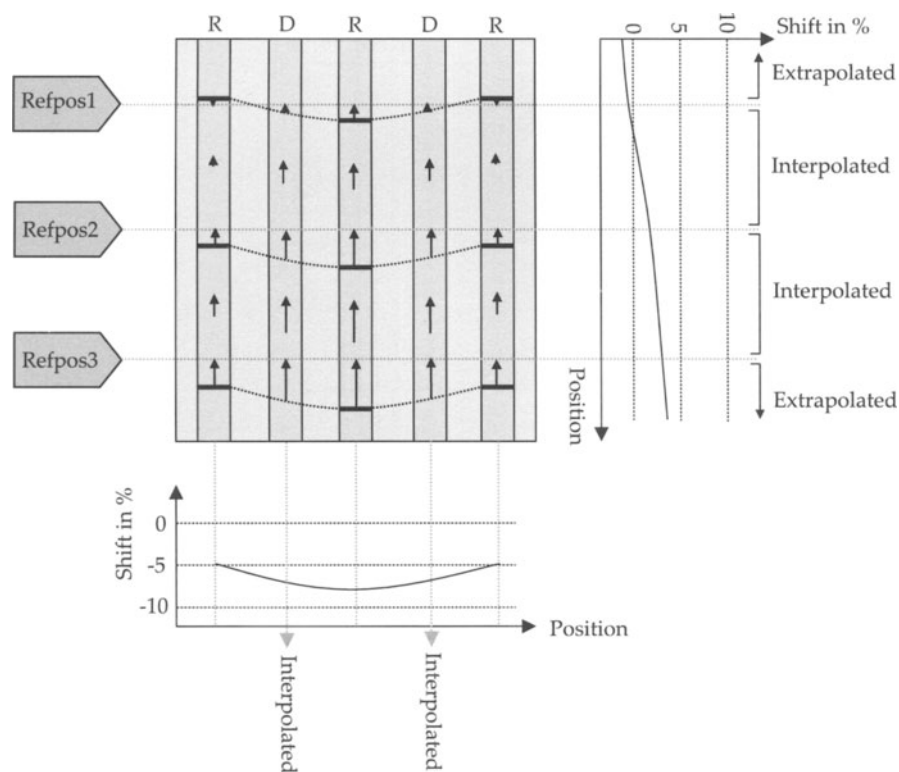 R D R D R
0 5 10 Shift in %
Refpos1
Extrapolated
Interpolated
Refpos2
Interpolated
Refpos3
Position
Extrapolated
Shift in %
0
-5
-10
Position
Interpolated Interpolated